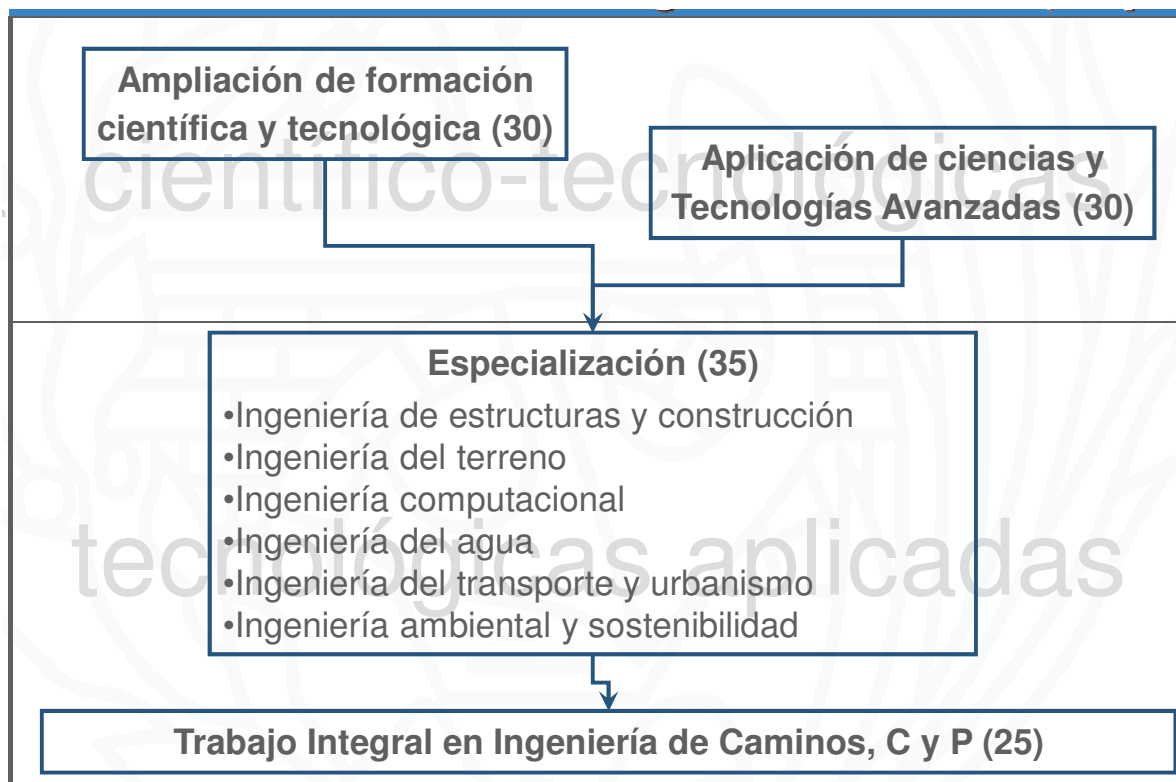 Ampliación de formación
científica y tecnológica (30)
científico-tecnológicas
Aplicación de ciencias y
Tecnologías Avanzadas (30)
Especialización (35)
•Ingeniería de estructuras y construcción
•Ingeniería del terreno
•Ingeniería computacional
•Ingeniería del agua
tecnológicas aplicadas
•Ingeniería del transporte y urbanismo
•Ingeniería ambiental y sostenibilidad
Trabajo Integral en Ingeniería de Caminos, C y P (25)